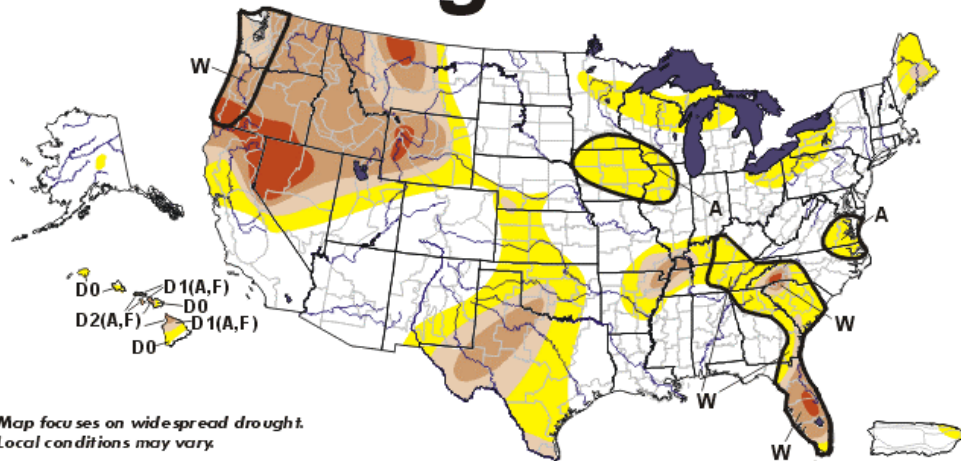 g
W
A
A
D0
D1(A,F)
D0
D2(A,F)
D1(A,F)
D0
W
W
W
Map focuses on widespread drought.
Local conditions may vary.